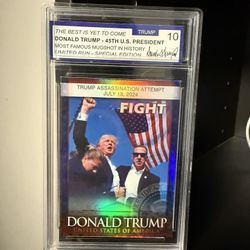 THE BEST IS YET TO COME
TRUMP
DONALD TRUMP - 45TH U.S. PRESIDENT
10
MOST FAMOUS MUGSHOT IN HISTORY
LIMITED RUN - SPECIAL EDITION
TRUMP ASSASSINATION ATTEMPT
JULY 13, 2024
FIGHT
DONALD TRUMP
UNITED STATES OF AMERICA